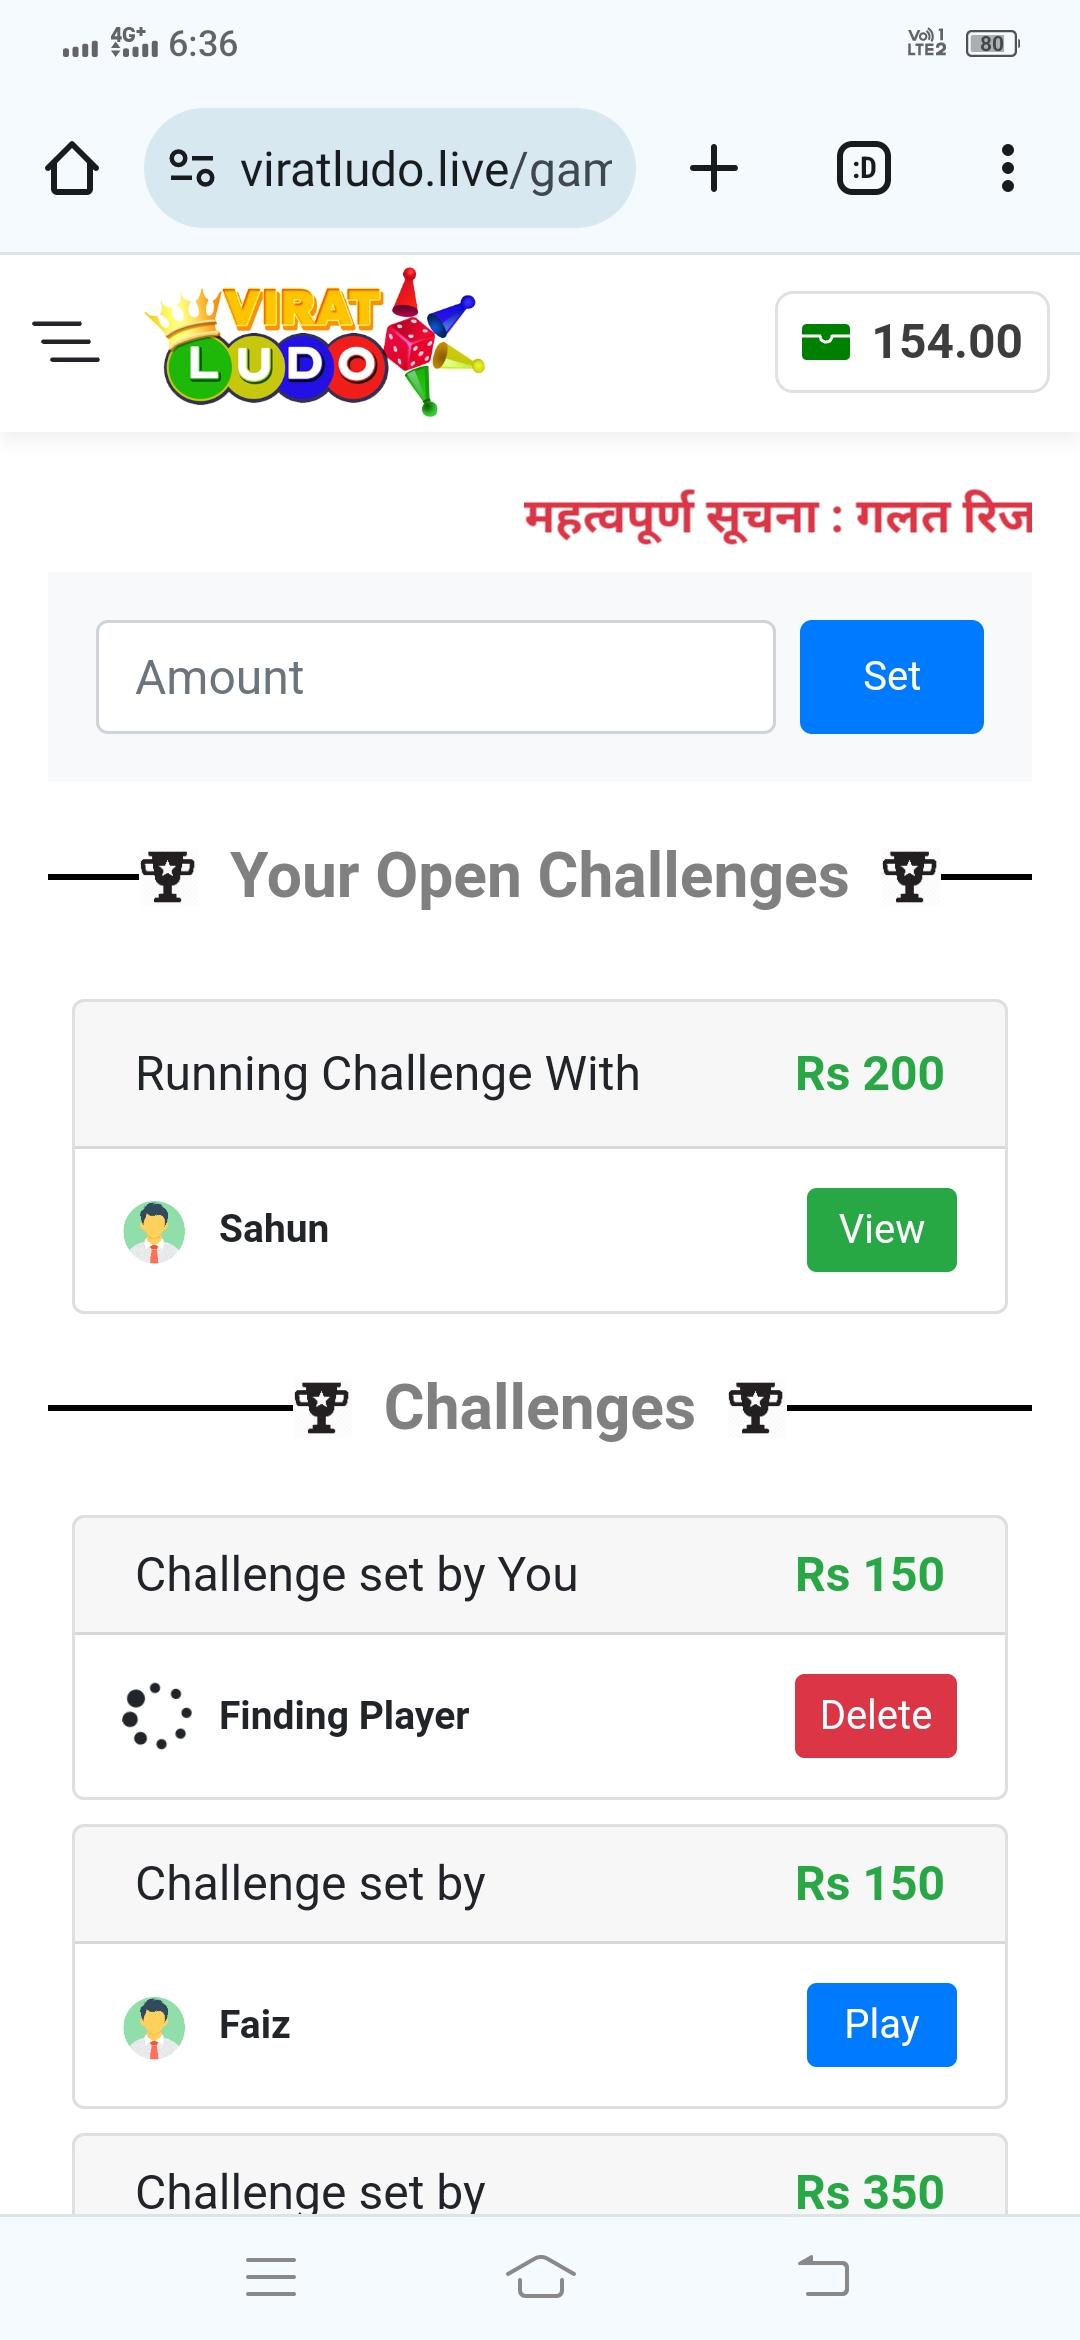 4G+ 6:36 Vo)) 1 LTE2 80
viratludo.live/gam :D
VIRAT
LUDO
154.00
महत्वपूर्ण सूचना : गलत रिज
Amount Set
Your Open Challenges
Running Challenge With Rs 200
Sahun View
Challenges
Challenge set by You Rs 150
Finding Player Delete
Challenge set by Rs 150
Faiz Play
Challenge set by Rs 350